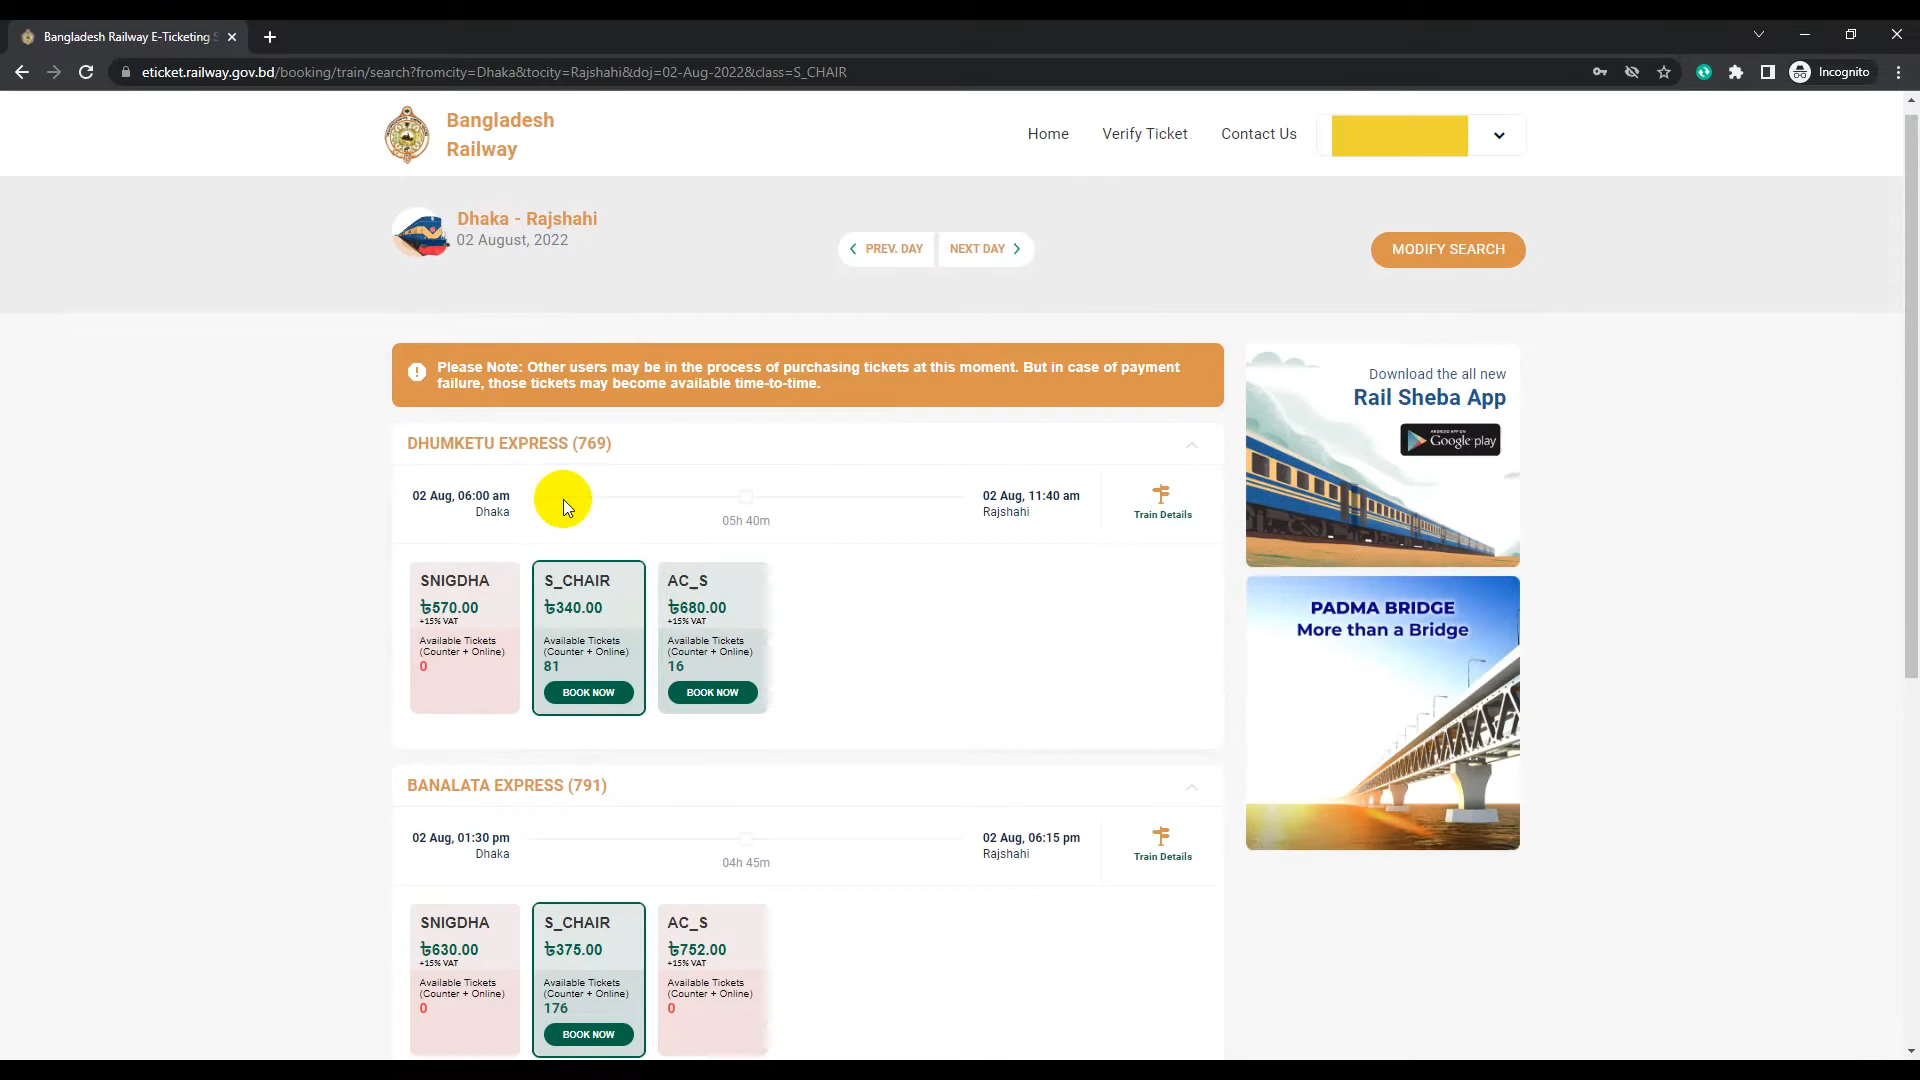 Bangladesh Railway E-Ticketing S
eticket.railway.gov.bd/booking/train/search?fromcity=Dhaka&tocity=Rajshahi&doj=02-Aug-2022&class=S_CHAIR
Incognito
Bangladesh
Railway
Home
Verify Ticket
Contact Us
Dhaka - Rajshahi
02 August, 2022
PREV. DAY
NEXT DAY
MODIFY SEARCH
Please Note: Other users may be in the process of purchasing tickets at this moment. But in case of payment
failure, those tickets may become available time-to-time.
DHUMKETU EXPRESS (769)
02 Aug, 06:00 am
Dhaka
05h 40m
02 Aug, 11:40 am
Rajshahi
Train Details
SNIGDHA
৳570.00
+15% VAT
Available Tickets
(Counter + Online)
0
S_CHAIR
৳340.00
Available Tickets
(Counter + Online)
81
BOOK NOW
AC_S
৳680.00
+15% VAT
Available Tickets
(Counter + Online)
16
BOOK NOW
BANALATA EXPRESS (791)
02 Aug, 01:30 pm
Dhaka
04h 45m
02 Aug, 06:15 pm
Rajshahi
Train Details
SNIGDHA
৳630.00
+15% VAT
Available Tickets
(Counter + Online)
0
S_CHAIR
৳375.00
Available Tickets
(Counter + Online)
176
BOOK NOW
AC_S
৳752.00
+15% VAT
Available Tickets
(Counter + Online)
0
Download the all new
Rail Sheba App
ANDROID APP ON
Google play
PADMA BRIDGE
More than a Bridge